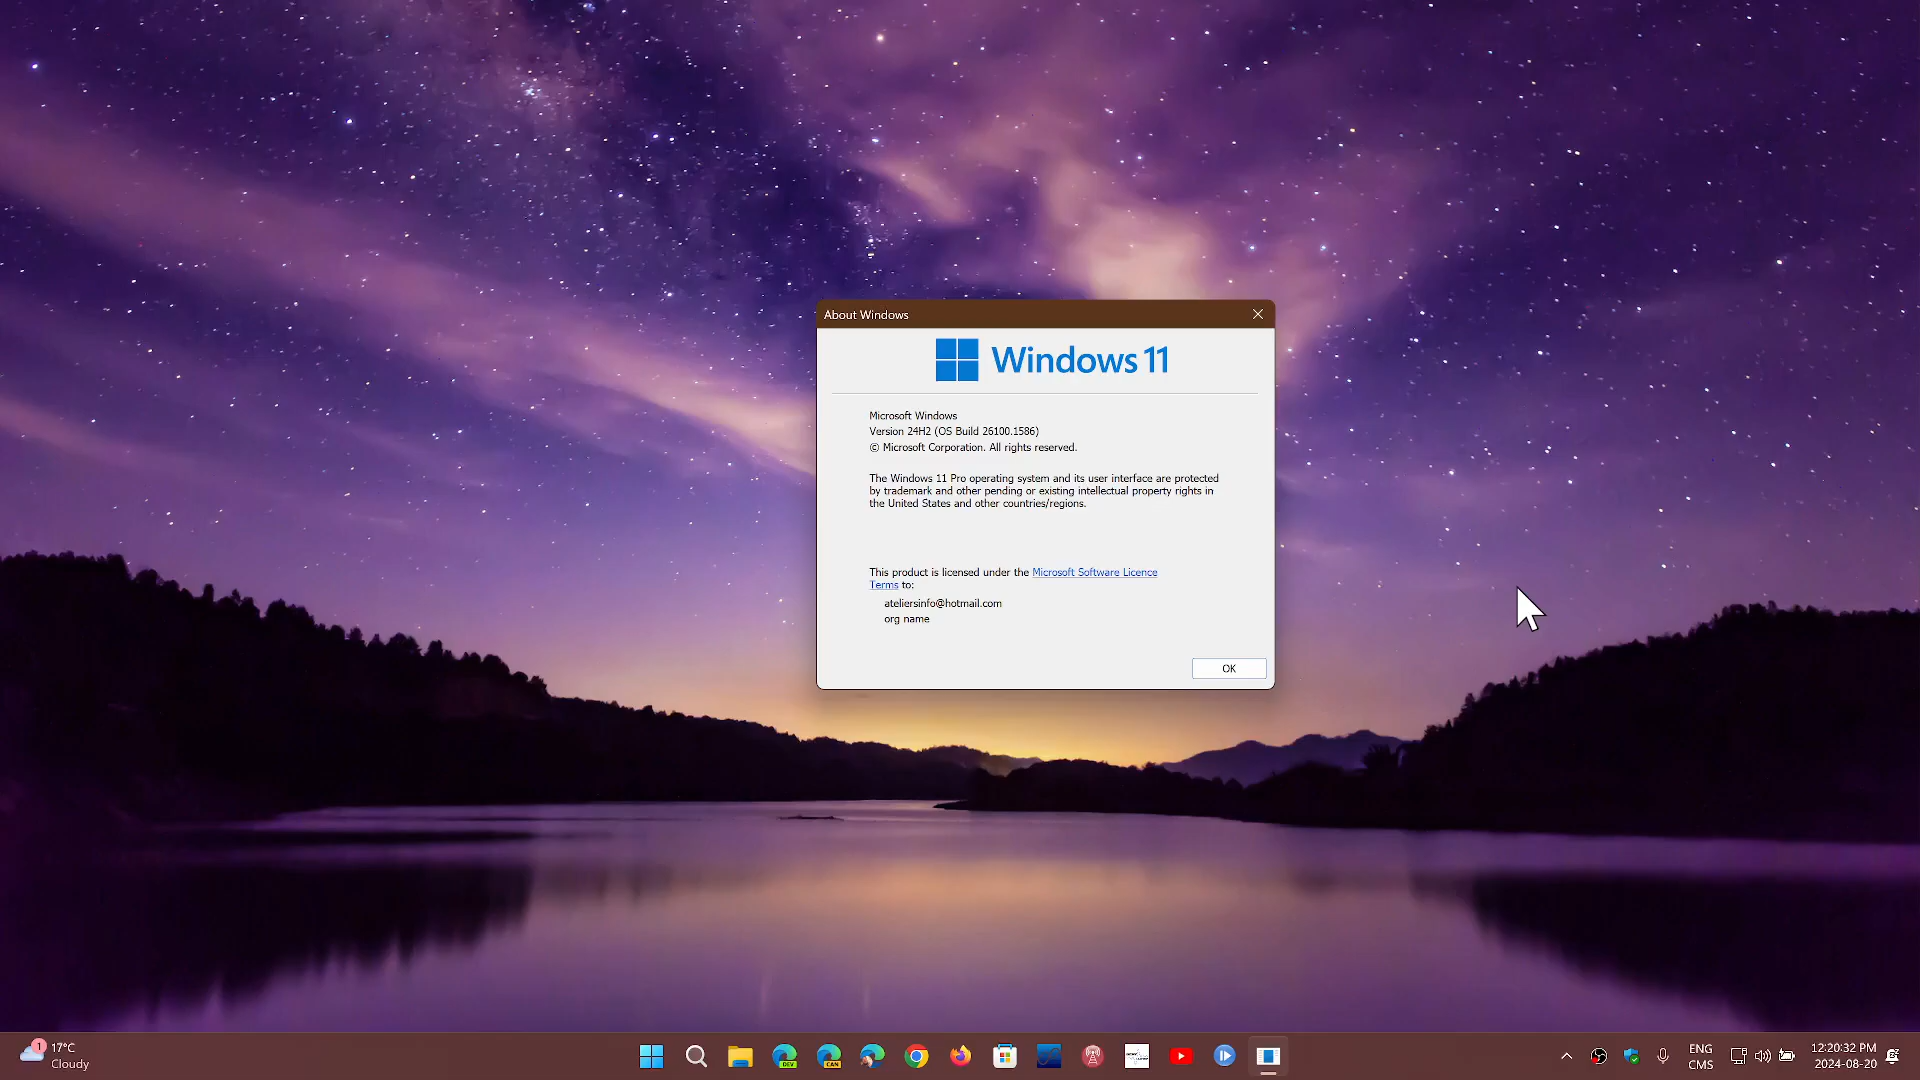 About Windows
Windows 11
Microsoft Windows
Version 24H2 (OS Build 26100.1586)
© Microsoft Corporation. All rights reserved.
The Windows 11 Pro operating system and its user interface are protected
by trademark and other pending or existing intellectual property rights in
the United States and other countries/regions.
This product is licensed under the Microsoft Software Licence
Terms to:
ateliersinfo@hotmail.com
org name
OK
1
17°C
Cloudy
DEV
CAN
ENG
CMS
12:20:32 PM
2024-08-20